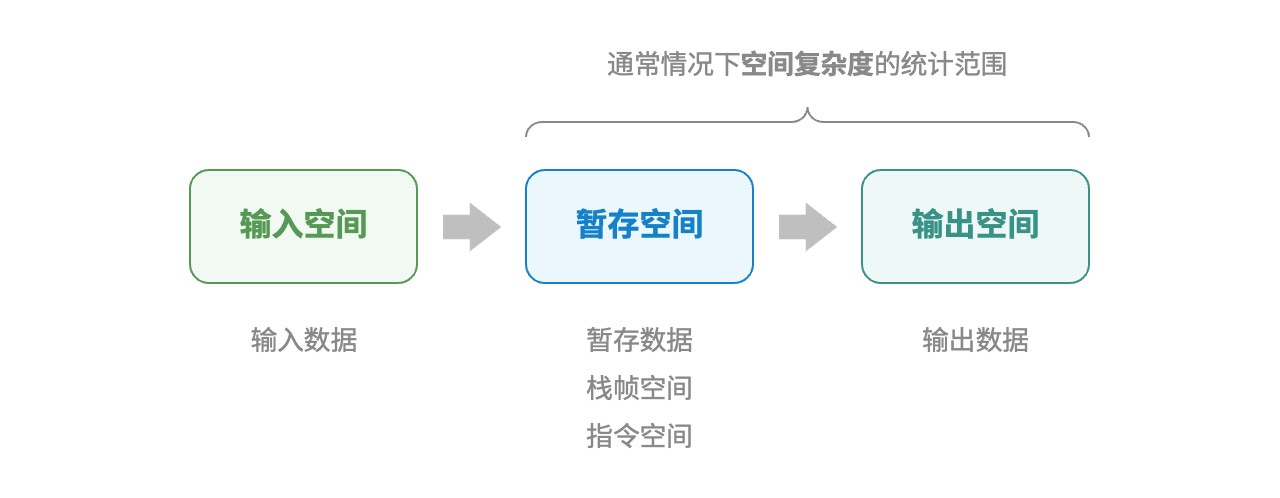 通常情况下空间复杂度的统计范围
输入空间
暂存空间
输出空间
输入数据
暂存数据
输出数据
栈帧空间
指令空间